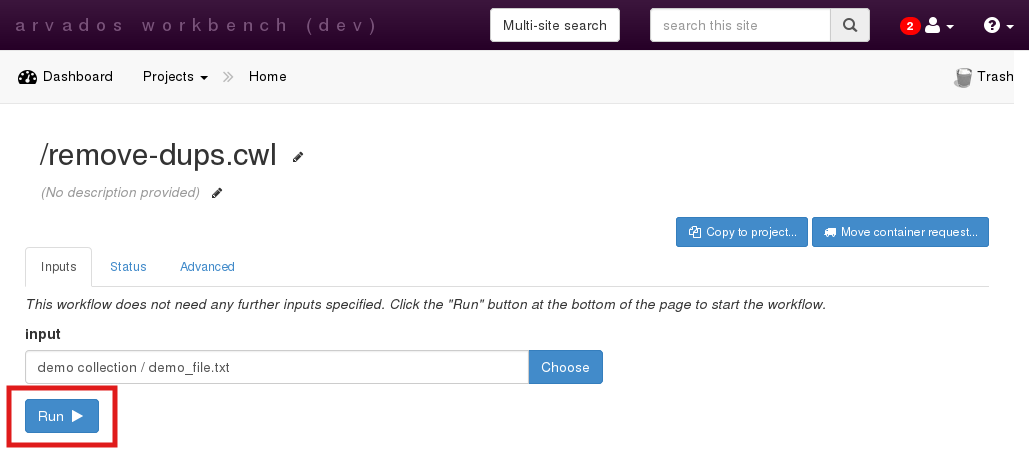 arvados workbench (dev) Multi-site search search this site 2
Dashboard Projects Home Trash
/remove-dups.cwl
(No description provided)
Copy to project... Move container request...
Inputs Status Advanced
This workflow does not need any further inputs specified. Click the "Run" button at the bottom of the page to start the workflow.
input
demo collection / demo_file.txt Choose
Run